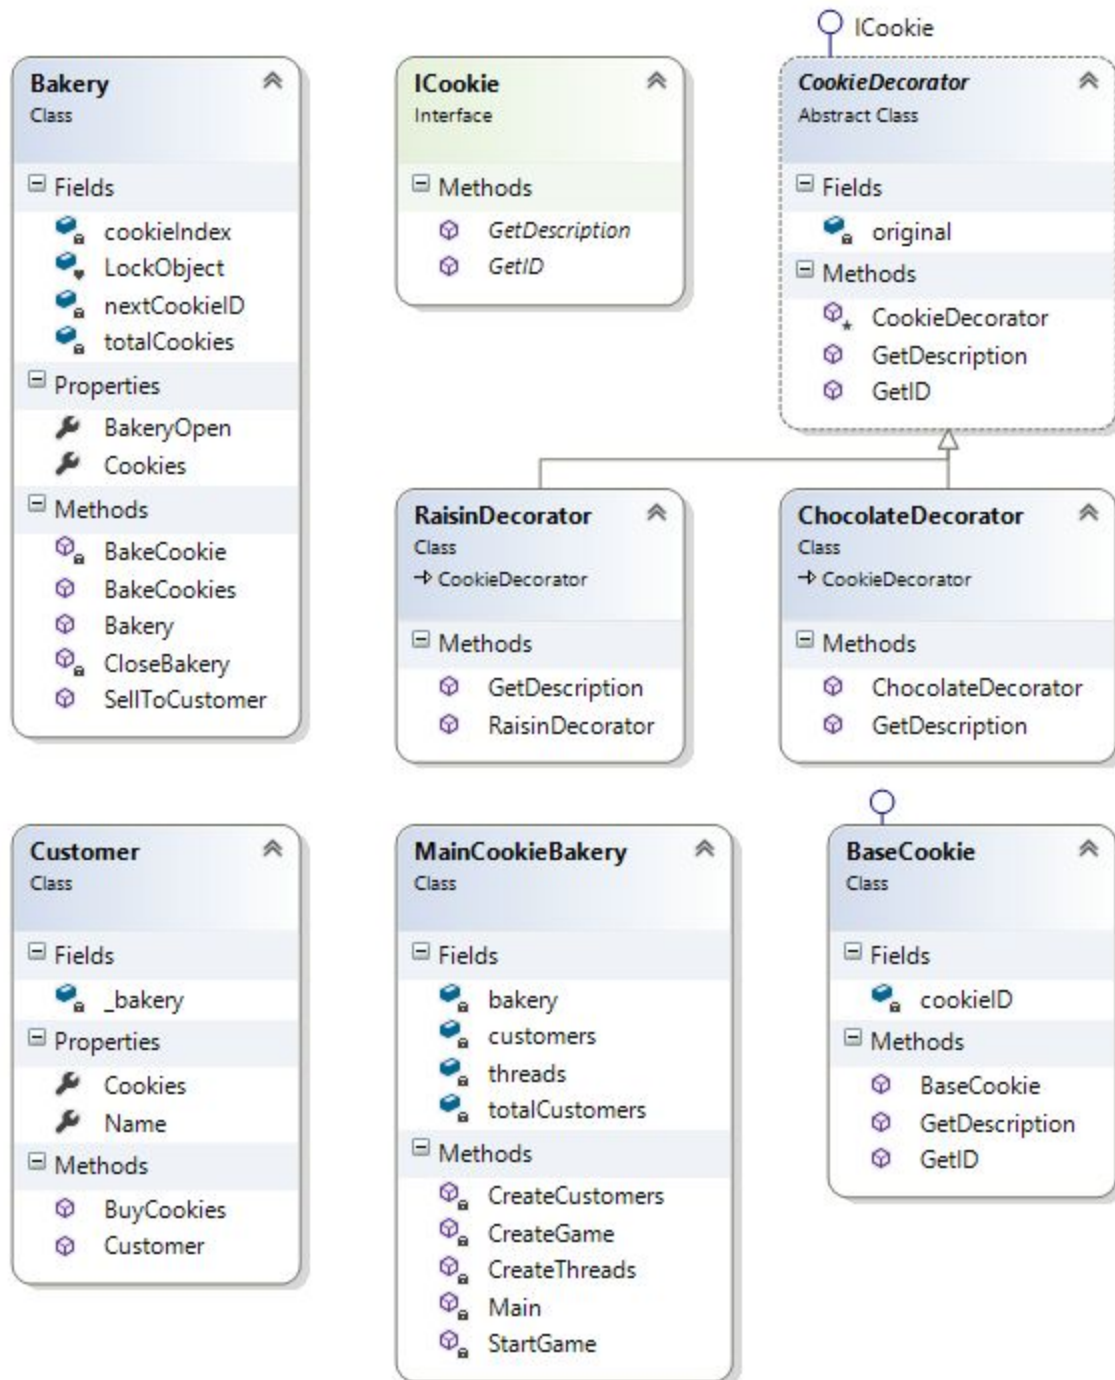 Bakery
Class
Fields
cookieIndex
LockObject
nextCookieID
totalCookies
Properties
BakeryOpen
Cookies
Methods
BakeCookie
BakeCookies
Bakery
CloseBakery
SellToCustomer
ICookie
Interface
Methods
GetDescription
GetID
ICookie
CookieDecorator
Abstract Class
Fields
original
Methods
CookieDecorator
GetDescription
GetID
RaisinDecorator
Class
CookieDecorator
Methods
GetDescription
RaisinDecorator
ChocolateDecorator
Class
CookieDecorator
Methods
ChocolateDecorator
GetDescription
Customer
Class
Fields
_bakery
Properties
Cookies
Name
Methods
BuyCookies
Customer
MainCookieBakery
Class
Fields
bakery
customers
threads
totalCustomers
Methods
CreateCustomers
CreateGame
CreateThreads
Main
StartGame
BaseCookie
Class
Fields
cookieID
Methods
BaseCookie
GetDescription
GetID